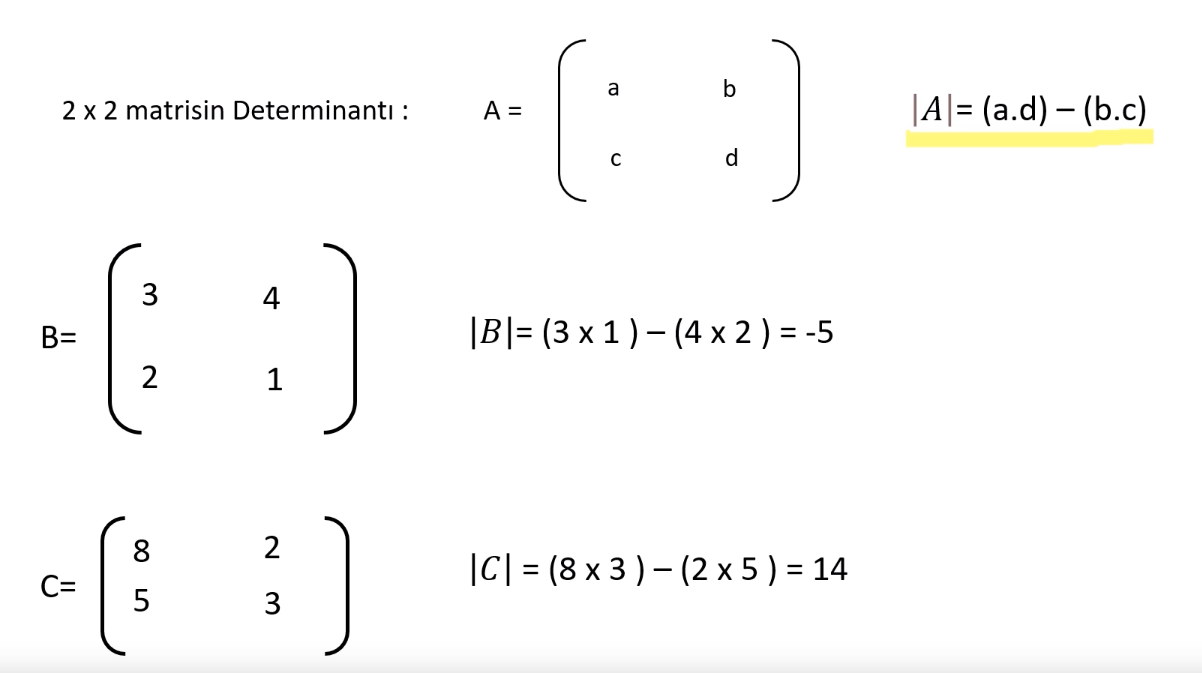 2 x 2 matrisin Determinantı : A = a b |A|= (a.d) – (b.c)
c d
3 4
B= |B|= (3 x 1 ) – (4 x 2 ) = -5
2 1
8 2
C= |C| = (8 x 3 ) – (2 x 5 ) = 14
5 3